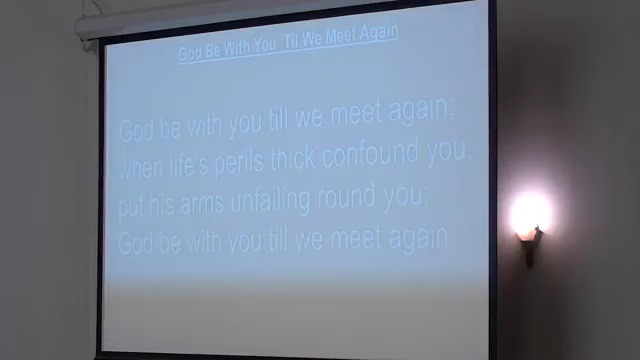 God Be With You 'Til We Meet Again
God be with you till we meet again;
when life's perils thick confound you.
put his arms unfailing round you;
God be with you till we meet again